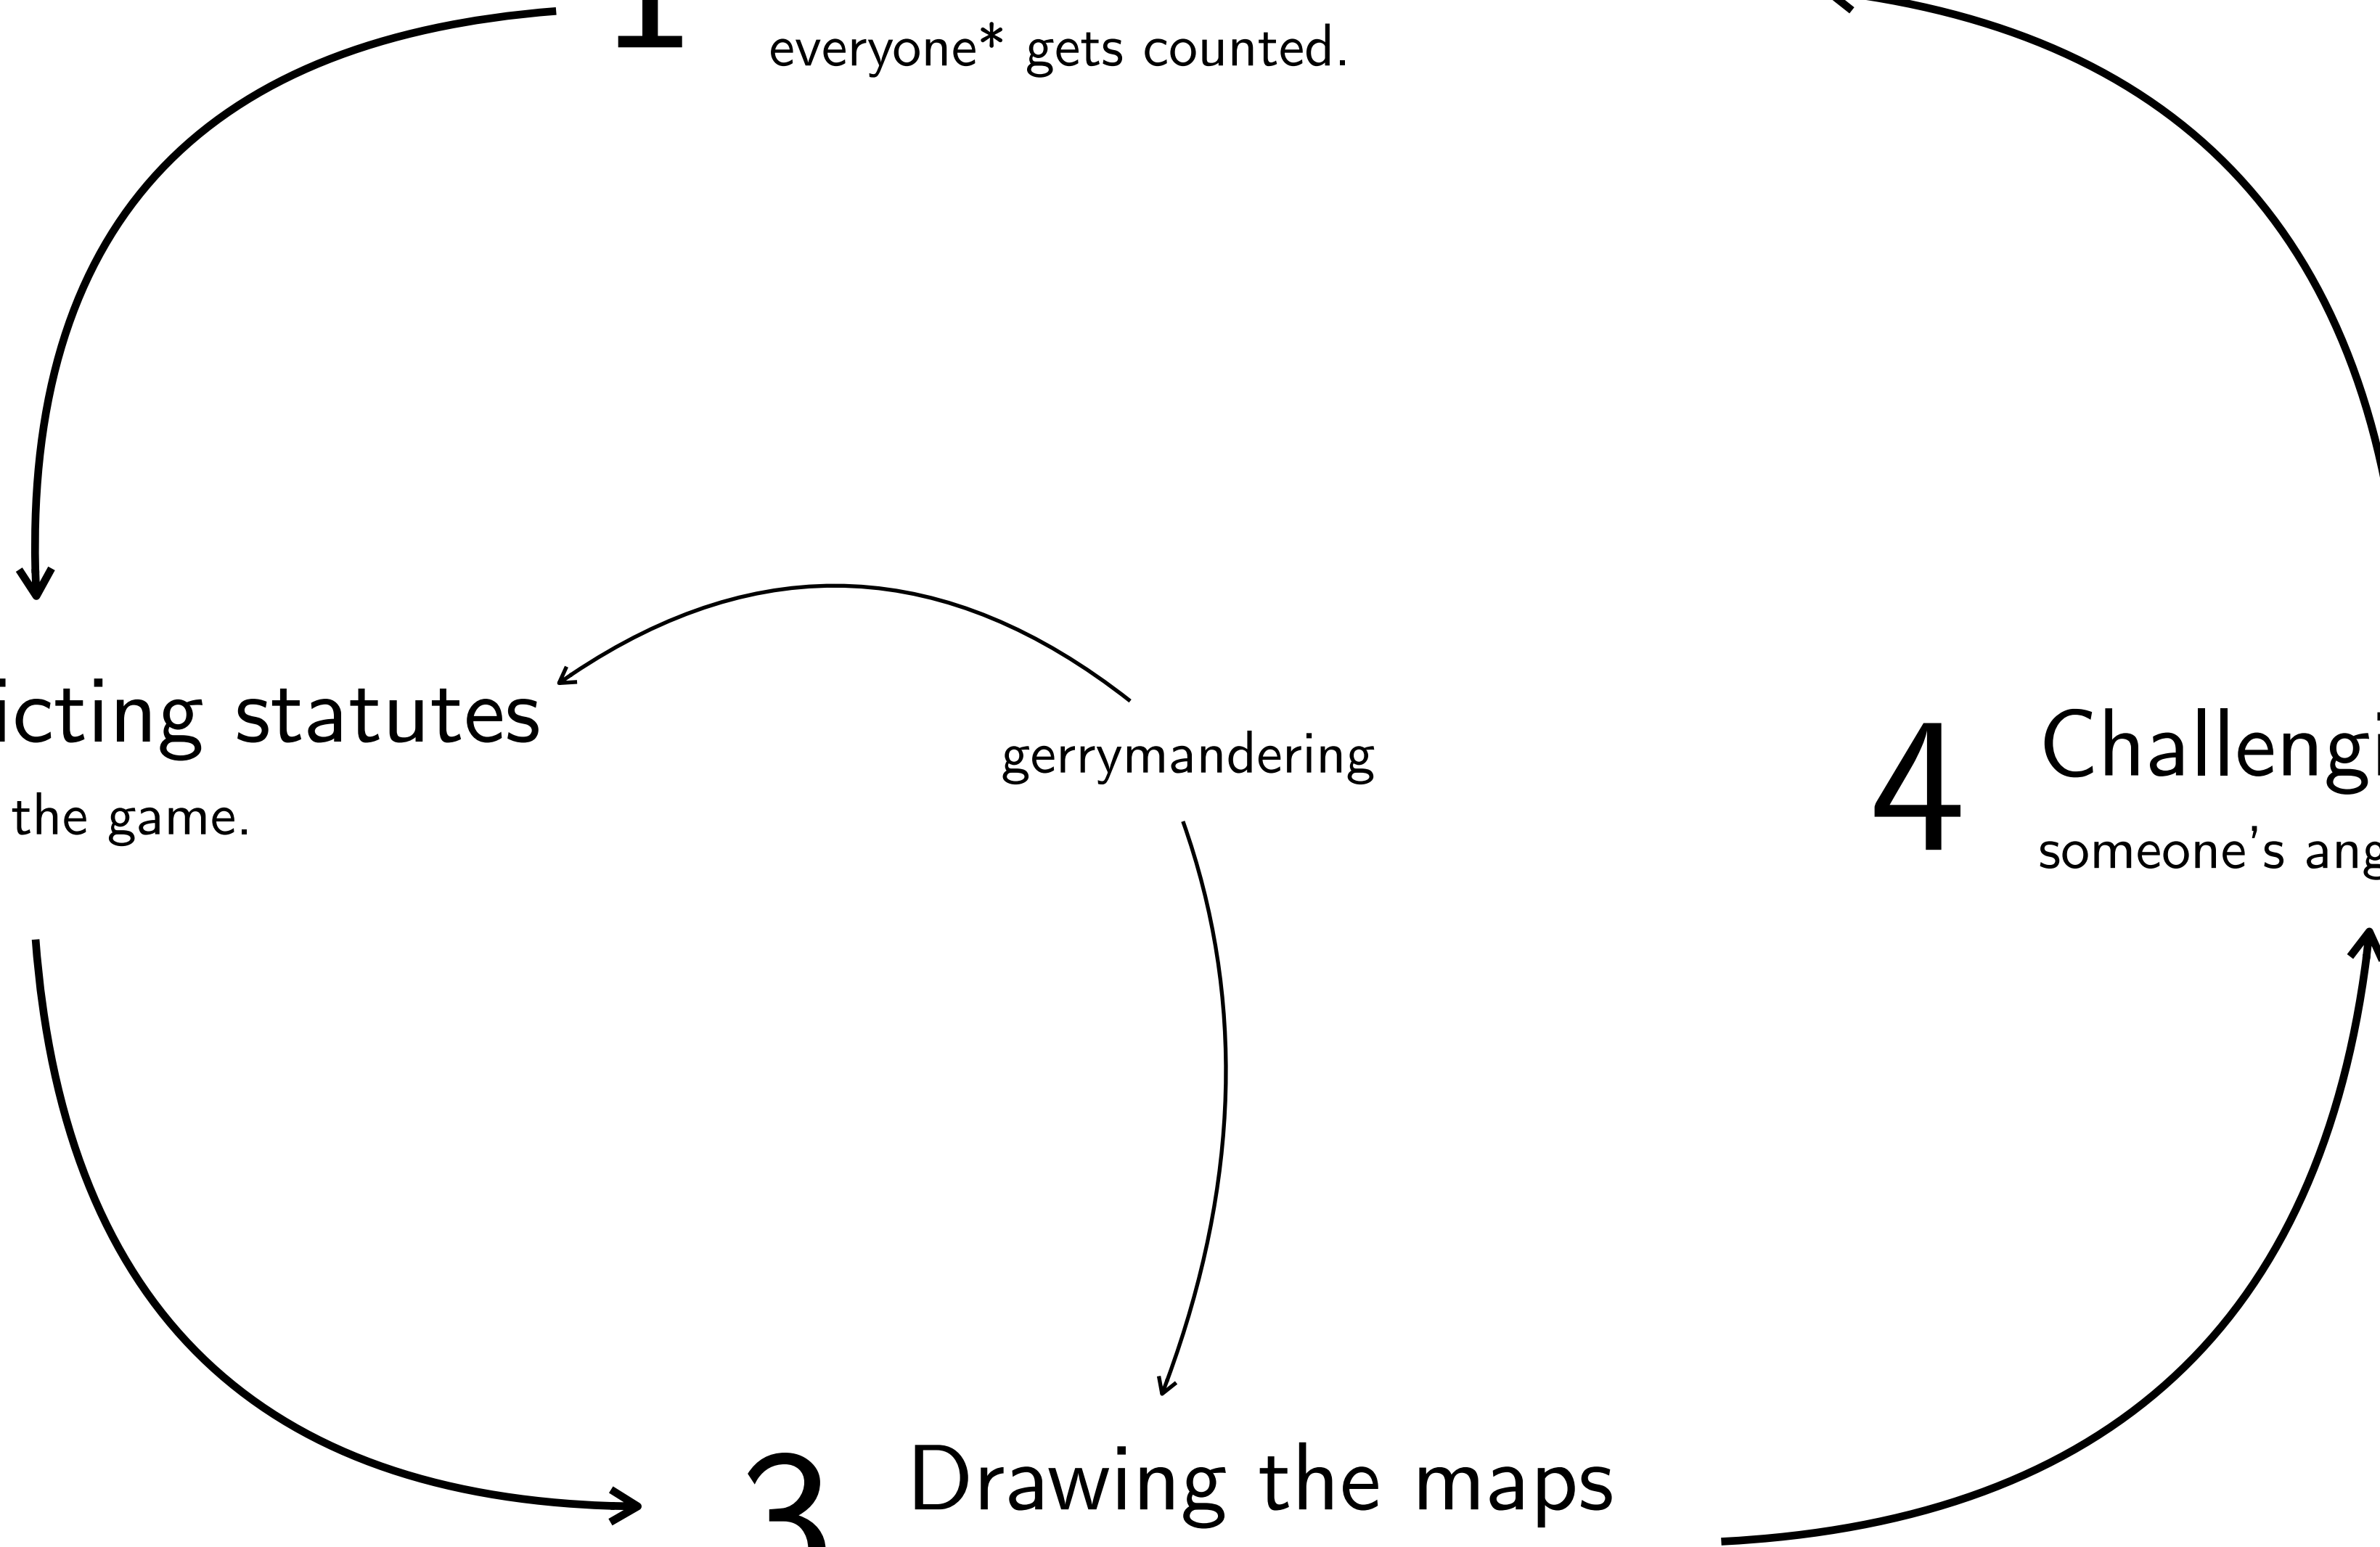 1
everyone* gets counted.
icting statutes
the game.
gerrymandering
4
Challengi
someone's ang
3
Drawing the maps